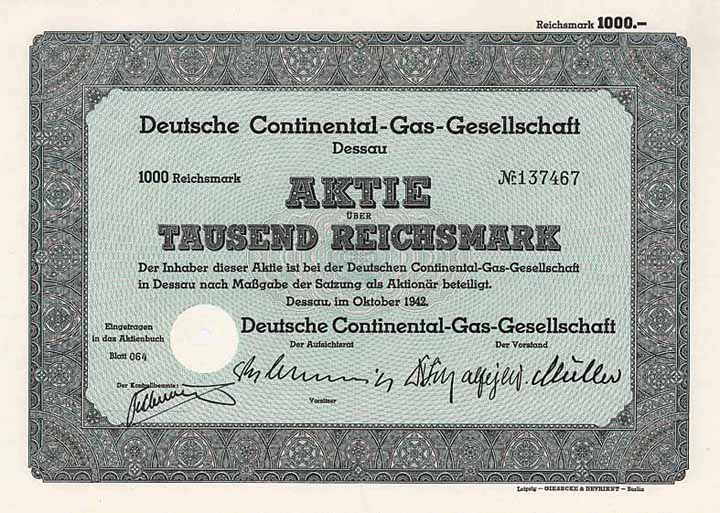 Reichsmark 1000.—
Deutsche Continental-Gas-Gesellschaft
Dessau
1000 Reichsmark
№ 137467
AKTIE
ÜBER
TAUSEND REICHSMARK
Der Inhaber dieser Aktie ist bei der Deutschen Continental-Gas-Gesellschaft
in Dessau nach Maßgabe der Satzung als Aktionär beteiligt.
Dessau, im Oktober 1942.
Eingetragen
in das Aktienbuch
Blatt 064
Deutsche Continental-Gas-Gesellschaft
Der Aufsichtsrat
Der Vorstand
Müller
Der Kontrollbeamte:
Vorsitzer
Leipzig — GIESECKE & DEVRIENT — Berlin